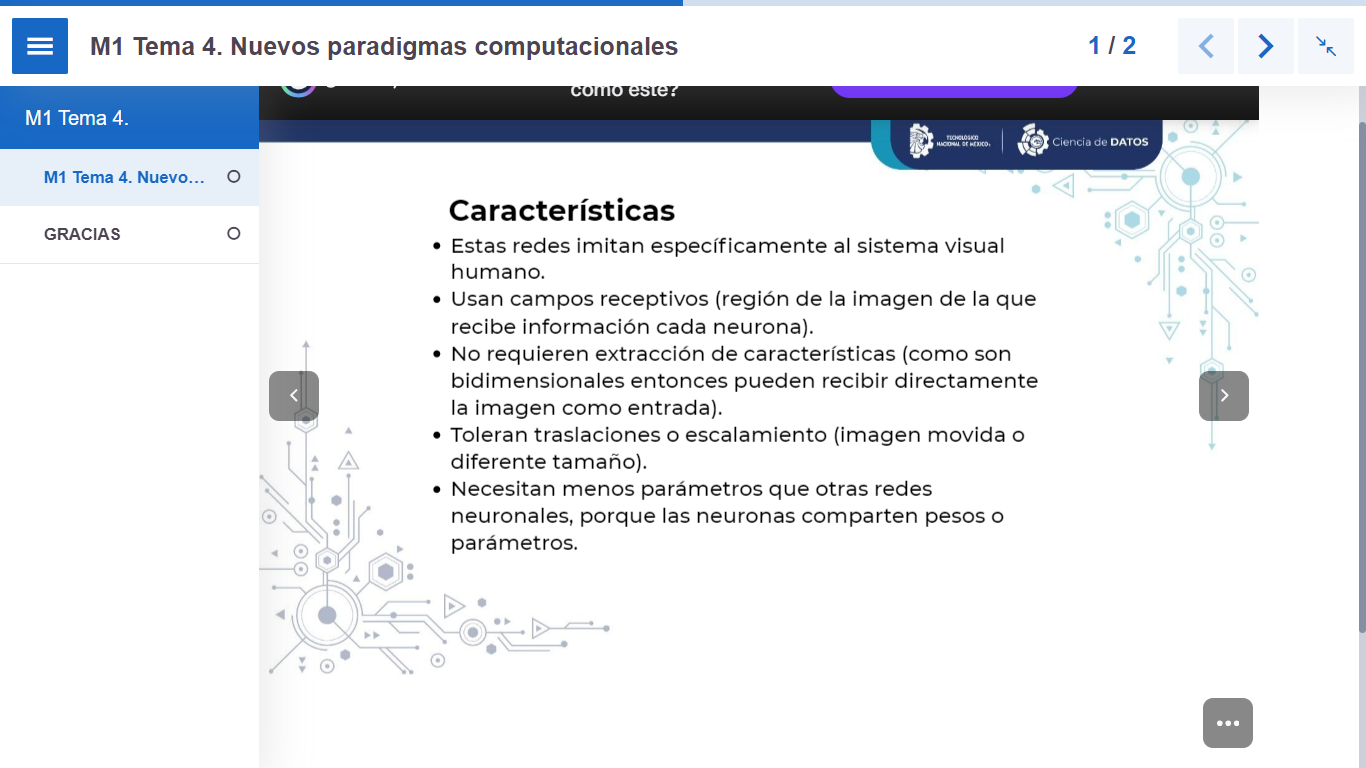 M1 Tema 4. Nuevos paradigmas computacionales
1 / 2
M1 Tema 4.
M1 Tema 4. Nuevo...
GRACIAS
como este?
TECNOLÓGICO
NACIONAL DE MÉXICO
Ciencia de DATOS
Características
• Estas redes imitan específicamente al sistema visual
humano.
• Usan campos receptivos (región de la imagen de la que
recibe información cada neurona).
• No requieren extracción de características (como son
bidimensionales entonces pueden recibir directamente
la imagen como entrada).
• Toleran traslaciones o escalamiento (imagen movida o
diferente tamaño).
• Necesitan menos parámetros que otras redes
neuronales, porque las neuronas comparten pesos o
parámetros.